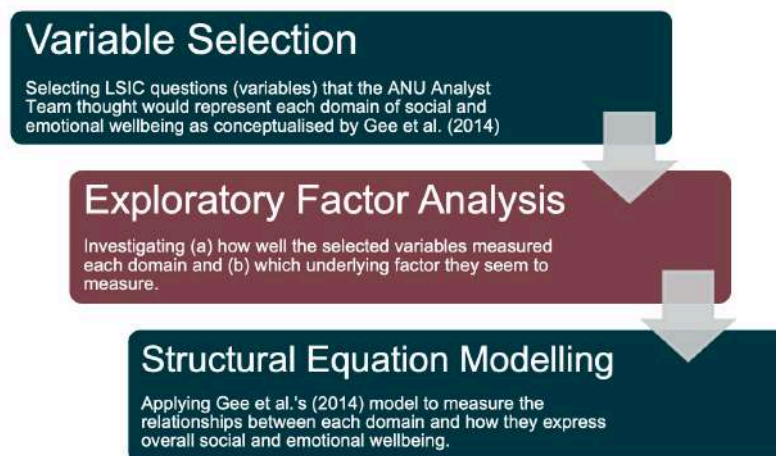 Variable Selection
Selecting LSIC questions (variables) that the ANU Analyst
Team thought would represent each domain of social and
emotional wellbeing as conceptualised by Gee et al. (2014)
Exploratory Factor Analysis
Investigating (a) how well the selected variables measured
each domain and (b) which underlying factor they seem to
measure.
Structural Equation Modelling
Applying Gee et al.'s (2014) model to measure the
relationships between each domain and how they express
overall social and emotional wellbeing.